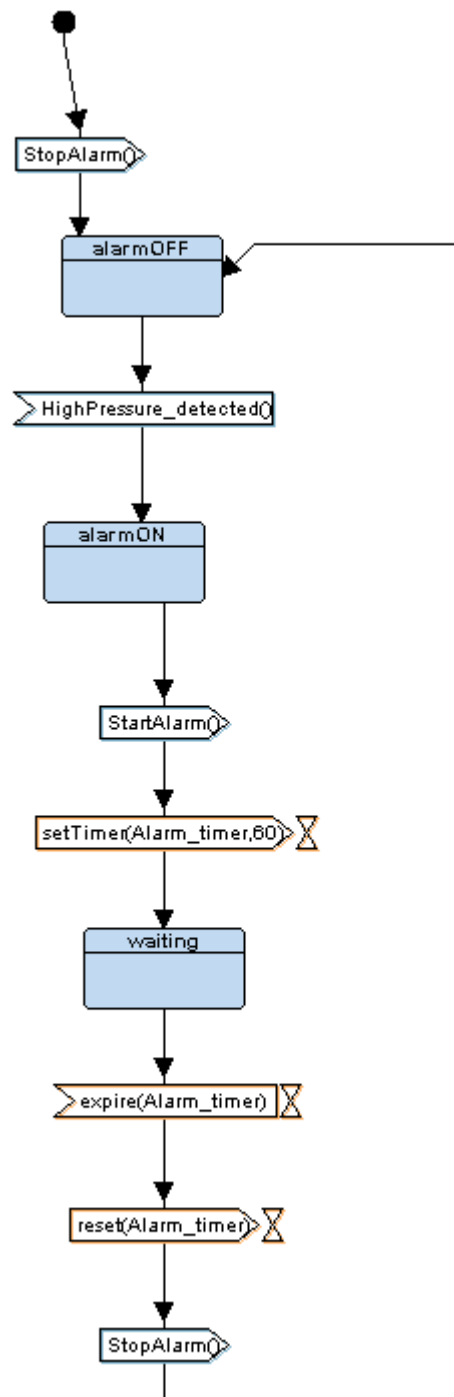 StopAlarm()
alarmOFF
HighPressure_detected()
alarmON
StartAlarm()
setTimer(Alarm_timer,60)
waiting
expire(Alarm_timer)
reset(Alarm_timer)
StopAlarm()